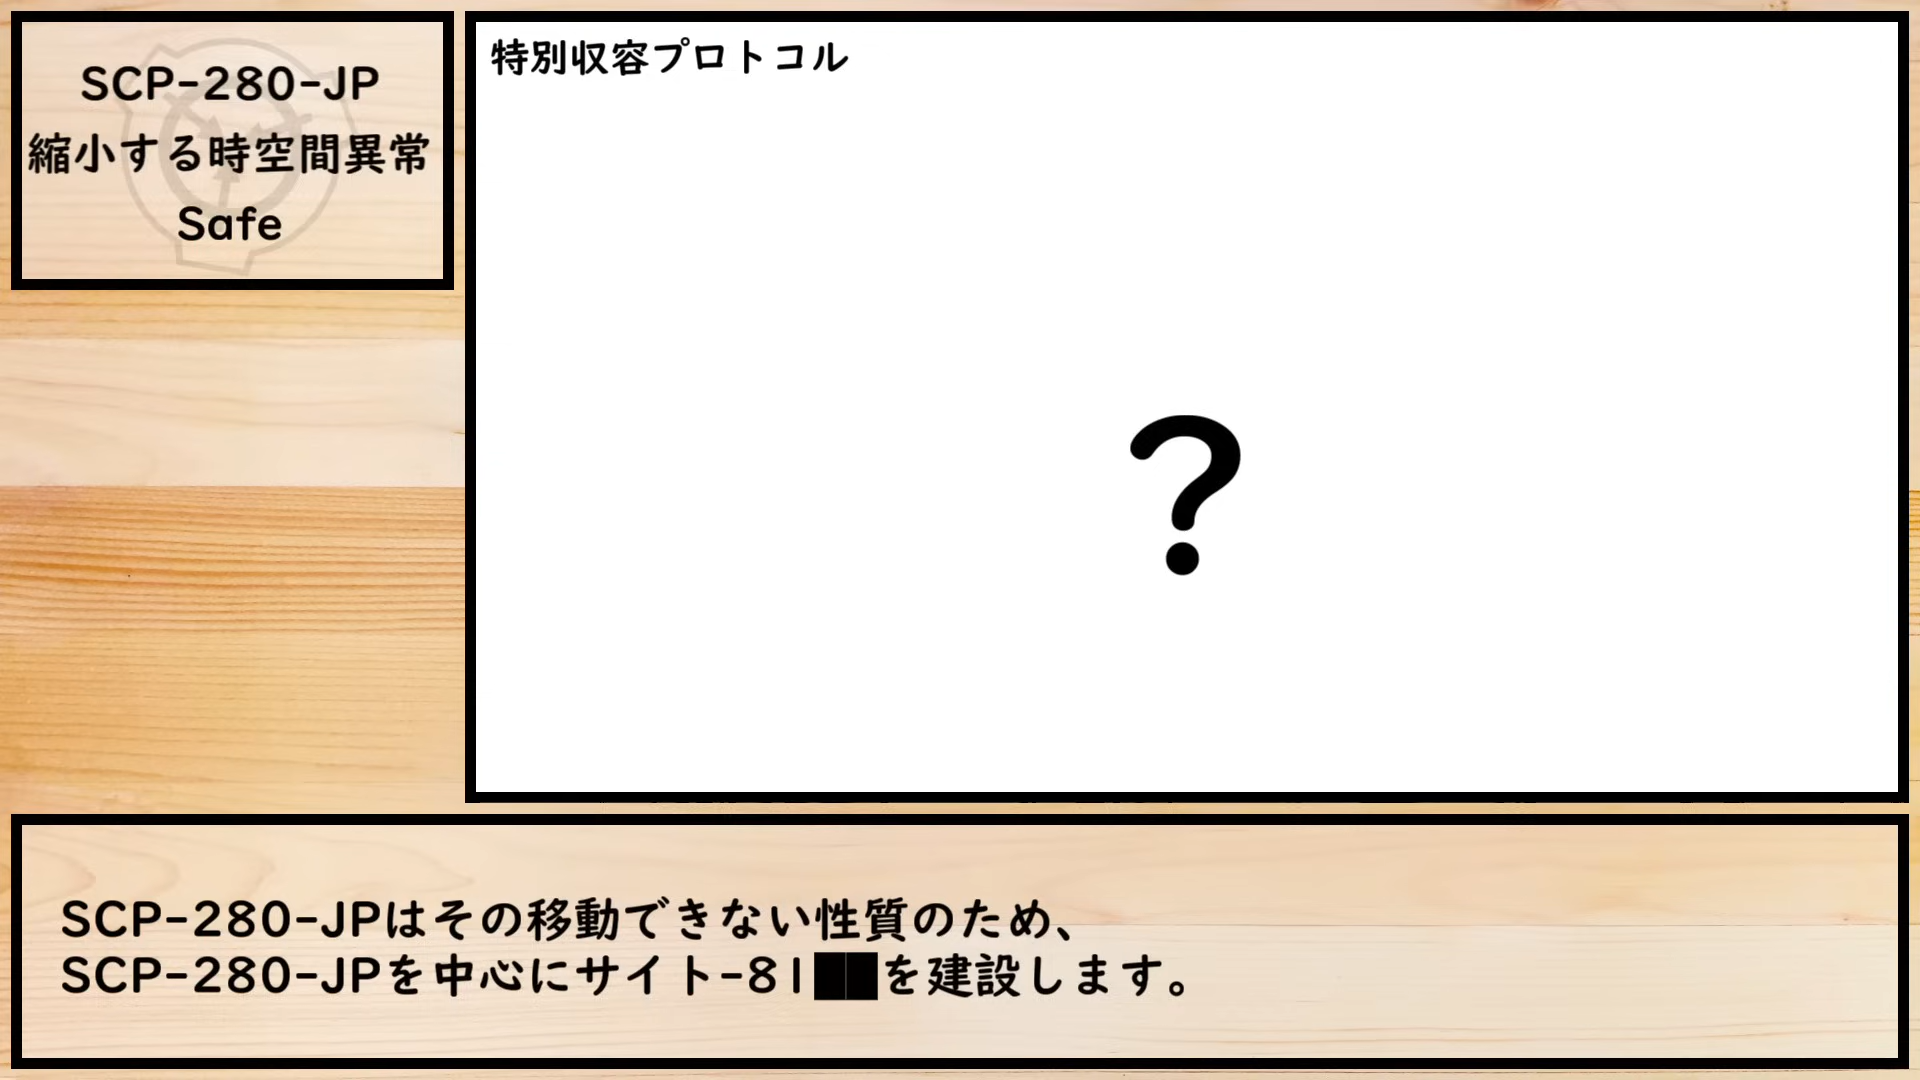 SCP-280-JP
縮小する時空間異常
Safe
特別収容プロトコル
?
SCP-280-JPはその移動できない性質のため、
SCP-280-JPを中心にサイト-81██を建設します。